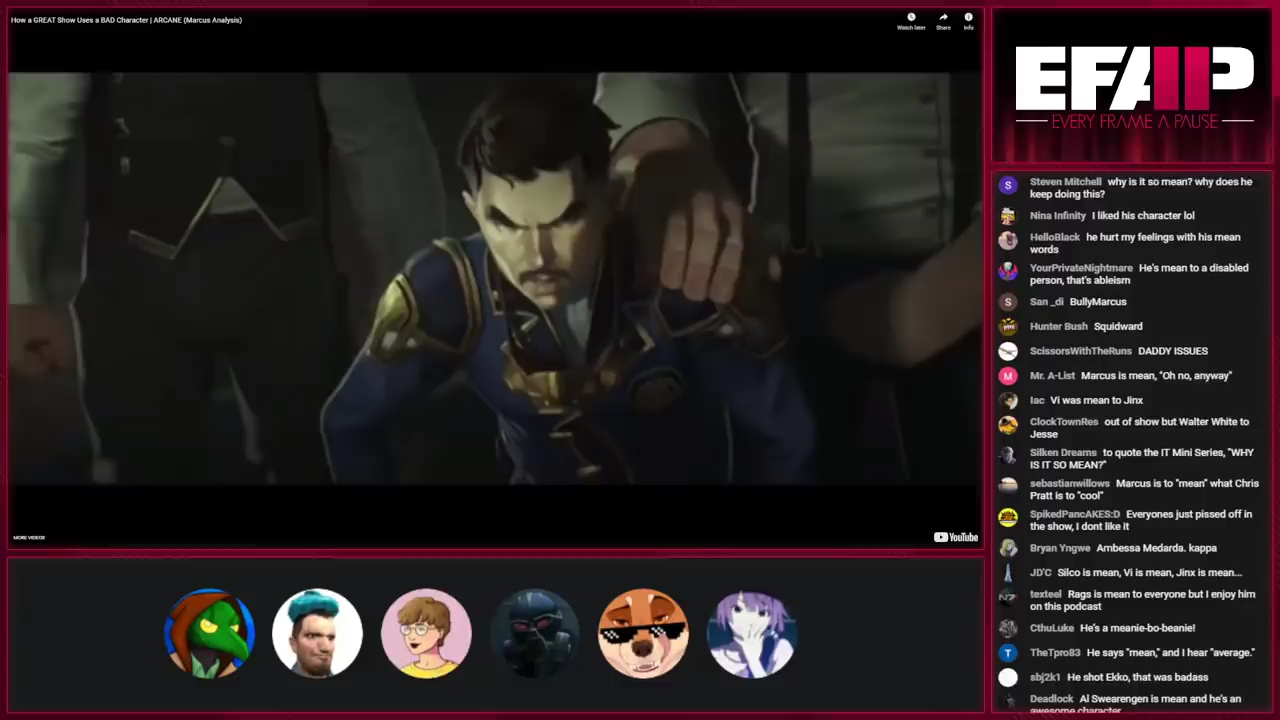 How a GREAT Show Uses a BAD Character | ARCANE (Marcus Analysis)
Watch later
Share
Info
MORE VIDEOS
YouTube
EFAP
EVERY FRAME A PAUSE
S
Steven Mitchell why is it so mean? why does he
keep doing this?
Nina Infinity I liked his character lol
HelloBlack he hurt my feelings with his mean
words
YourPrivateNightmare He's mean to a disabled
person, that's ableism
S
San _di BullyMarcus
Hunter Bush Squidward
ScissorsWithTheRuns DADDY ISSUES
M
Mr. A-List Marcus is mean, "Oh no, anyway"
Iac Vi was mean to Jinx
ClockTownRes out of show but Walter White to
Jesse
Silken Dreams to quote the IT Mini Series, "WHY
IS IT SO MEAN?"
sebastianwillows Marcus is to "mean" what Chris
Pratt is to "cool"
SpikedPancAKES:D Everyones just pissed off in
the show, I dont like it
Bryan Yngwe Ambessa Medarda. kappa
JD'C Silco is mean, Vi is mean, Jinx is mean...
texteel Rags is mean to everyone but I enjoy him
on this podcast
CthuLuke He's a meanie-bo-beanie!
T
TheTpro83 He says "mean," and I hear "average."
sbj2k1 He shot Ekko, that was badass
Deadlock Al Swearengen is mean and he's an
awesome character